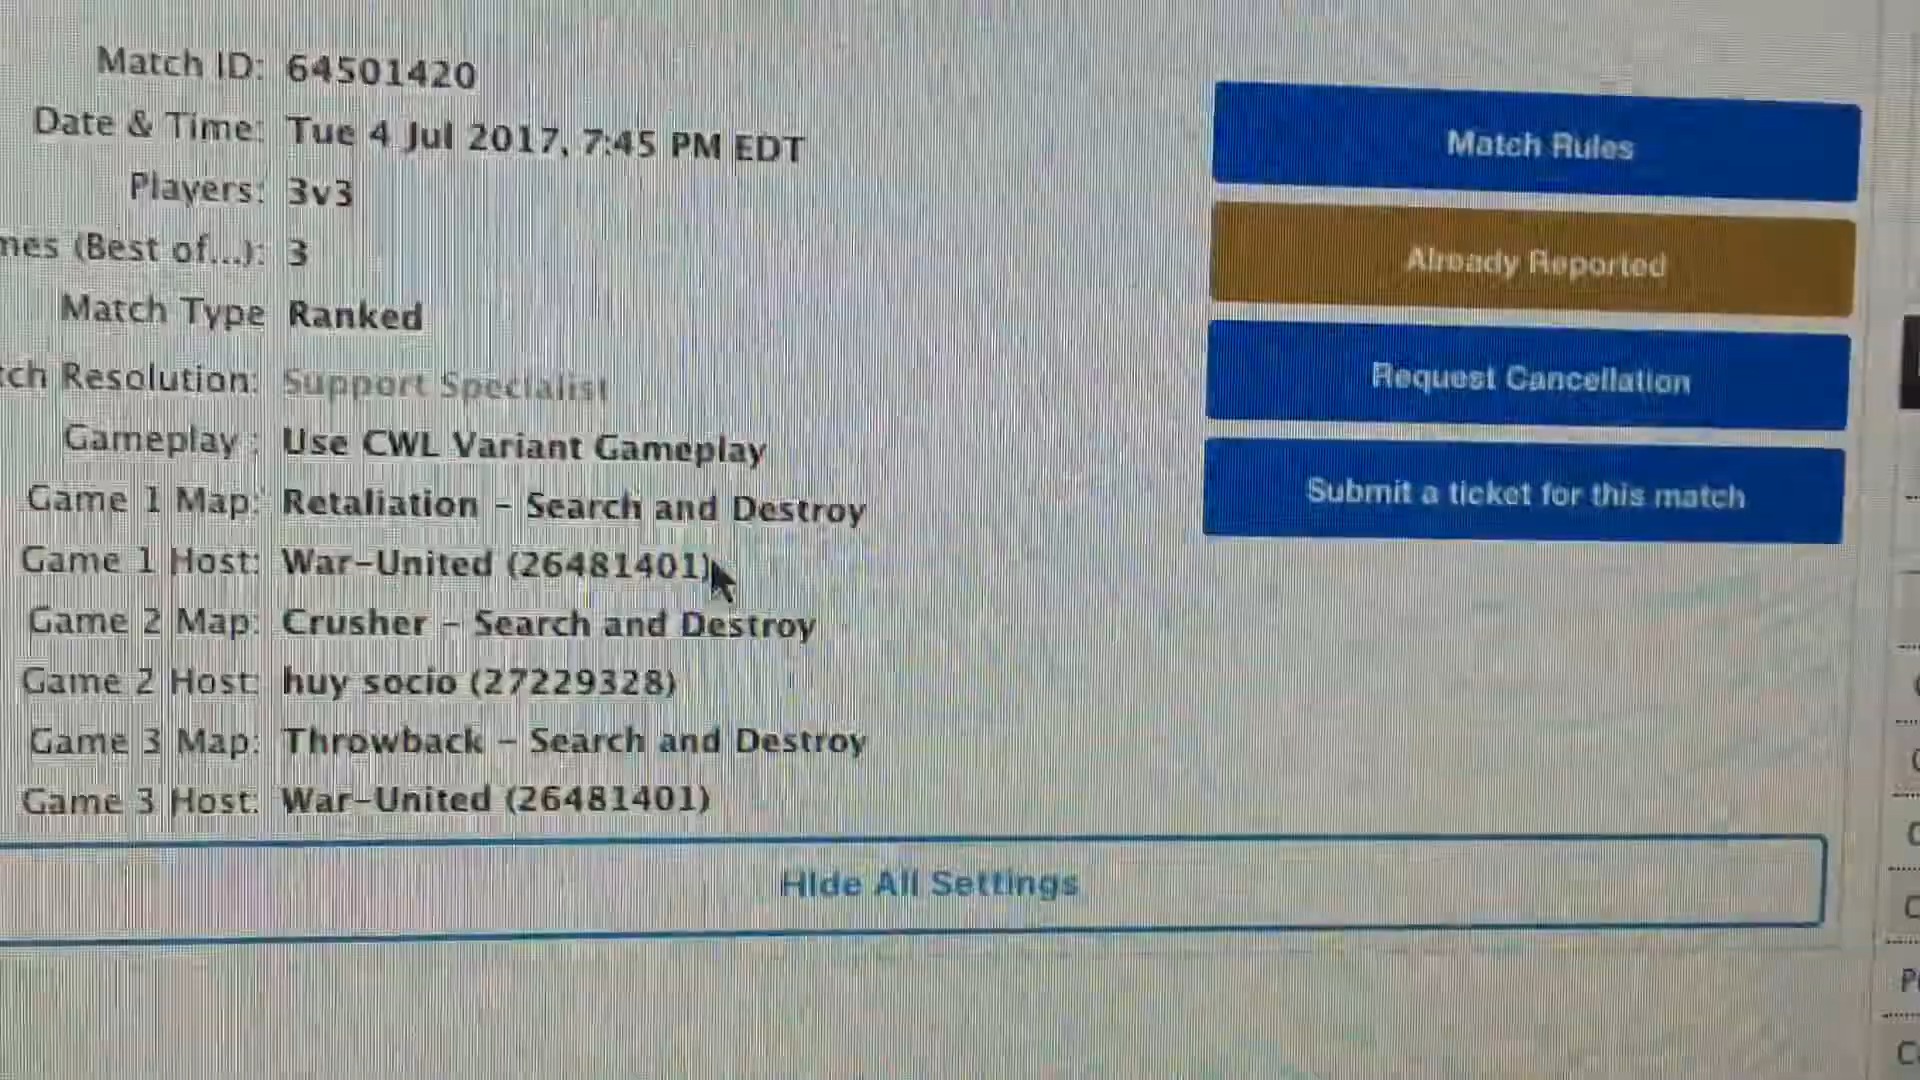 Match ID: 64501420
Date & Time: Tue 4 Jul 2017, 7:45 PM EDT
Players: 3v3
mes (Best of...): 3
Match Type Ranked
tch Resolution: Support Specialist
Gameplay : Use CWL Variant Gameplay
Game 1 Map: Retaliation – Search and Destroy
Game 1 Host: War–United (26481401)
Game 2 Map: Crusher – Search and Destroy
Game 2 Host: huy socio (27229328)
Game 3 Map: Throwback – Search and Destroy
Game 3 Host: War–United (26481401)
Hide All Settings
Match Rules
Already Reported
Request Cancellation
Submit a ticket for this match